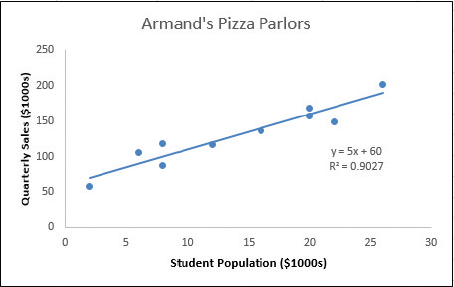 Armand's Pizza Parlors
Quarterly Sales ($1000s)
250
200
150
100
50
0
y = 5x + 60
R² = 0.9027
0 5 10 15 20 25 30
Student Population ($1000s)